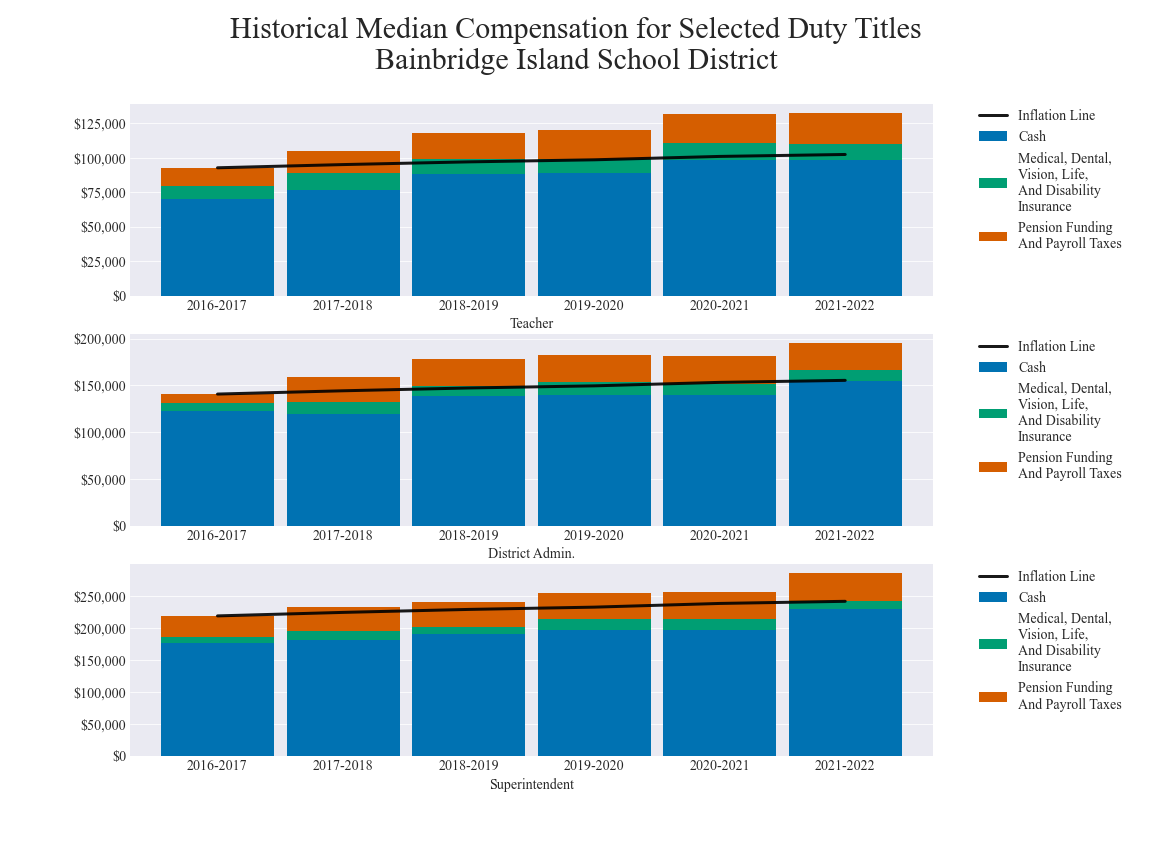 Historical Median Compensation for Selected Duty Titles
Bainbridge Island School District
$125,000
$100,000
$75,000
$50,000
$25,000
$0
2016-2017 2017-2018 2018-2019 2019-2020 2020-2021 2021-2022
Teacher
Inflation Line
Cash
Medical, Dental,
Vision, Life,
And Disability
Insurance
Pension Funding
And Payroll Taxes
$200,000
$150,000
$100,000
$50,000
$0
2016-2017 2017-2018 2018-2019 2019-2020 2020-2021 2021-2022
District Admin.
Inflation Line
Cash
Medical, Dental,
Vision, Life,
And Disability
Insurance
Pension Funding
And Payroll Taxes
$250,000
$200,000
$150,000
$100,000
$50,000
$0
2016-2017 2017-2018 2018-2019 2019-2020 2020-2021 2021-2022
Superintendent
Inflation Line
Cash
Medical, Dental,
Vision, Life,
And Disability
Insurance
Pension Funding
And Payroll Taxes